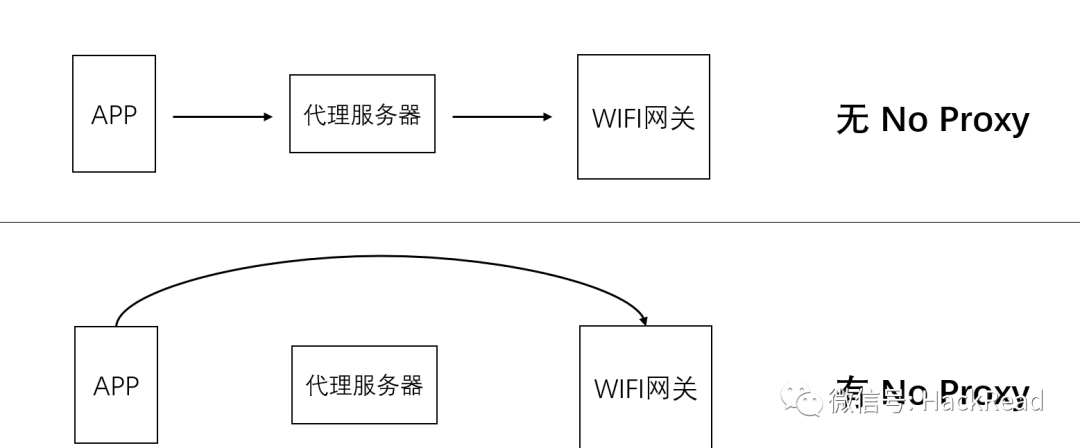 APP
代理服务器
WIFI网关
无 No Proxy
APP
代理服务器
WIFI网关
有 No Proxy
微信号: HackRead